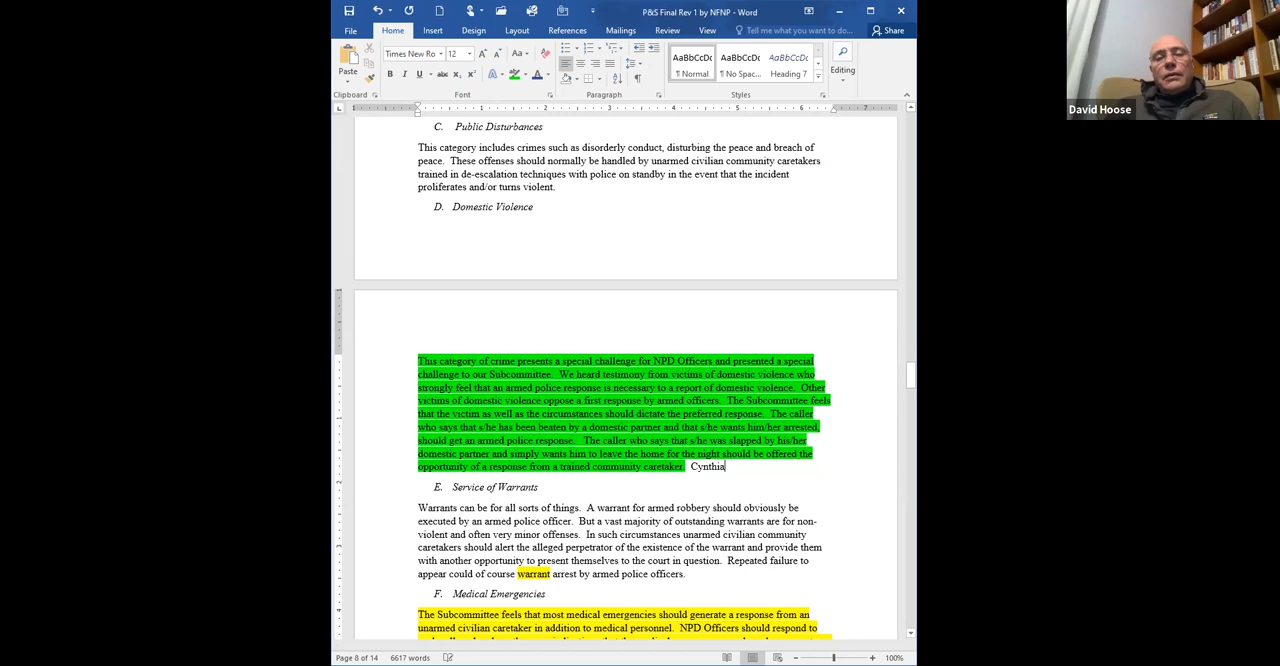 P&S Final Rev 1 by NFNP - Word
File Home Insert Design Layout References Mailings Review View Tell me what you want to do... Share
Paste
Times New Ro 12
Aa
AaBbCcDc AaBbCcDc AaBbCcDc
¶ Normal ¶ No Spac... Heading 7
Editing
Clipboard Font Paragraph Styles
David Hoose
C. Public Disturbances
This category includes crimes such as disorderly conduct, disturbing the peace and breach of
peace. These offenses should normally be handled by unarmed civilian community caretakers
trained in de-escalation techniques with police on standby in the event that the incident
proliferates and/or turns violent.
D. Domestic Violence
This category of crime presents a special challenge for NPD Officers and presented a special
challenge to our Subcommittee. We heard testimony from victims of domestic violence who
strongly feel that an armed police response is necessary to a report of domestic violence. Other
victims of domestic violence oppose a first response by armed officers. The Subcommittee feels
that the victim as well as the circumstances should dictate the preferred response. The caller
who says that s/he has been beaten by a domestic partner and that s/he wants him/her arrested,
should get an armed police response. The caller who says that s/he was slapped by his/her
domestic partner and simply wants him to leave the home for the night should be offered the
opportunity of a response from a trained community caretaker. Cynthia
E. Service of Warrants
Warrants can be for all sorts of things. A warrant for armed robbery should obviously be
executed by an armed police officer. But a vast majority of outstanding warrants are for non-
violent and often very minor offenses. In such circumstances unarmed civilian community
caretakers should alert the alleged perpetrator of the existence of the warrant and provide them
with another opportunity to present themselves to the court in question. Repeated failure to
appear could of course warrant arrest by armed police officers.
F. Medical Emergencies
The Subcommittee feels that most medical emergencies should generate a response from an
unarmed civilian caretaker in addition to medical personnel. NPD Officers should respond to
Page 8 of 14 6617 words 100%